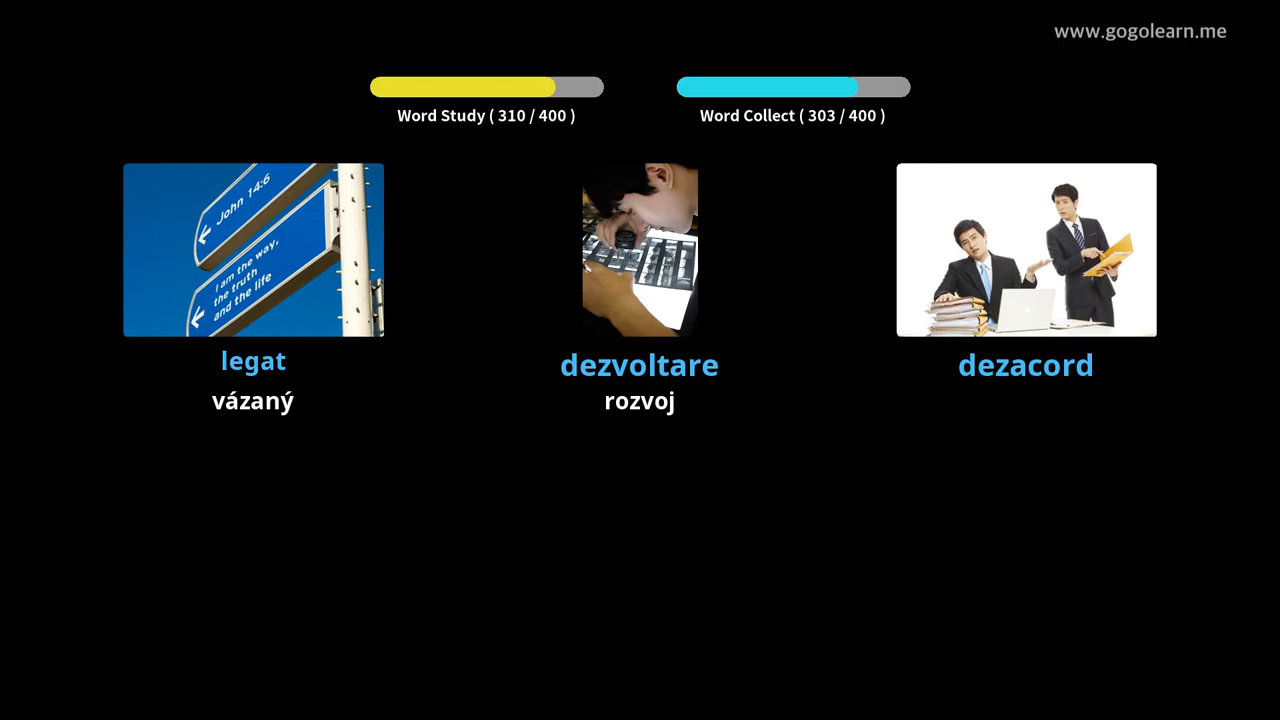 www.gogolearn.me
Word Study ( 310 / 400 )
Word Collect ( 303 / 400 )
John 14:6
I am the way,
the truth
and the life
legat
vázaný
dezvoltare
rozvoj
dezacord